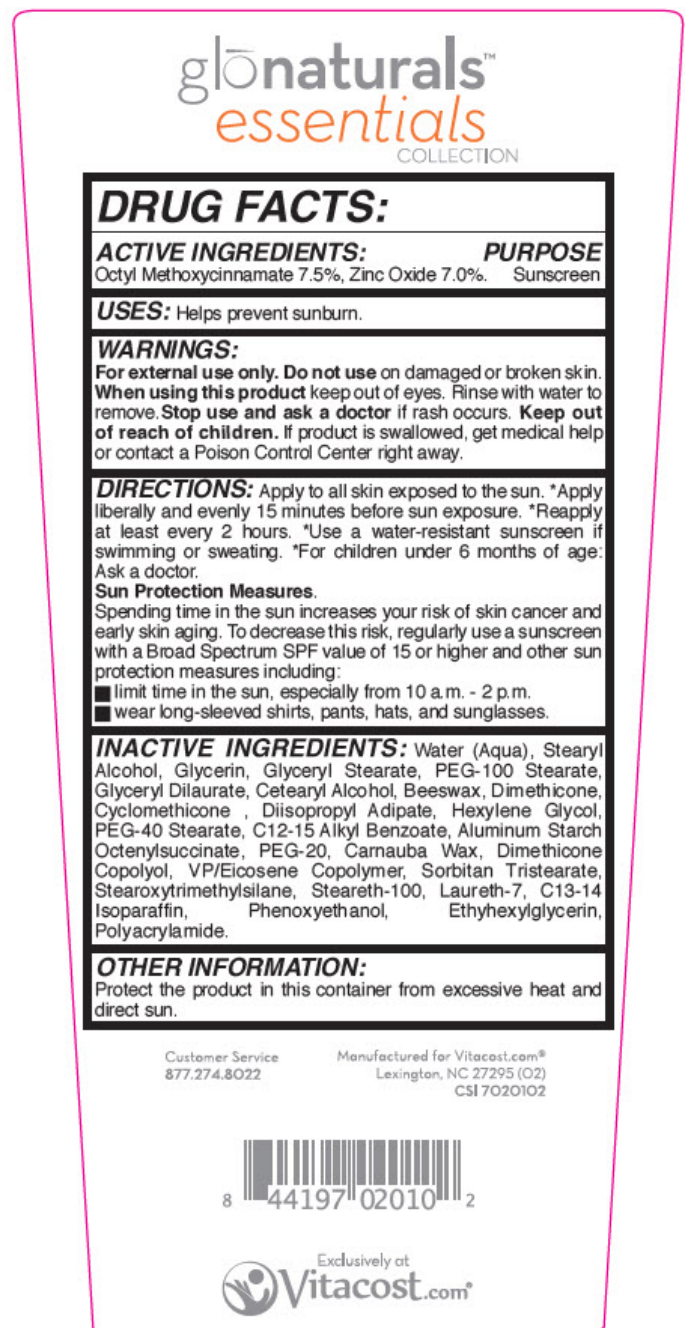 glōnaturals™
essentials
COLLECTION
DRUG FACTS:
ACTIVE INGREDIENTS: PURPOSE
Octyl Methoxycinnamate 7.5%, Zinc Oxide 7.0%. Sunscreen
USES: Helps prevent sunburn.
WARNINGS:
For external use only. Do not use on damaged or broken skin.
When using this product keep out of eyes. Rinse with water to
remove. Stop use and ask a doctor if rash occurs. Keep out
of reach of children. If product is swallowed, get medical help
or contact a Poison Control Center right away.
DIRECTIONS: Apply to all skin exposed to the sun. *Apply
liberally and evenly 15 minutes before sun exposure. *Reapply
at least every 2 hours. *Use a water-resistant sunscreen if
swimming or sweating. *For children under 6 months of age:
Ask a doctor.
Sun Protection Measures.
Spending time in the sun increases your risk of skin cancer and
early skin aging. To decrease this risk, regularly use a sunscreen
with a Broad Spectrum SPF value of 15 or higher and other sun
protection measures including:
■ limit time in the sun, especially from 10 a.m. - 2 p.m.
■ wear long-sleeved shirts, pants, hats, and sunglasses.
INACTIVE INGREDIENTS: Water (Aqua), Stearyl
Alcohol, Glycerin, Glyceryl Stearate, PEG-100 Stearate,
Glyceryl Dilaurate, Cetearyl Alcohol, Beeswax, Dimethicone,
Cyclomethicone , Diisopropyl Adipate, Hexylene Glycol,
PEG-40 Stearate, C12-15 Alkyl Benzoate, Aluminum Starch
Octenylsuccinate, PEG-20, Carnauba Wax, Dimethicone
Copolyol, VP/Eicosene Copolymer, Sorbitan Tristearate,
Stearoxytrimethylsilane, Steareth-100, Laureth-7, C13-14
Isoparaffin, Phenoxyethanol, Ethyhexylglycerin,
Polyacrylamide.
OTHER INFORMATION:
Protect the product in this container from excessive heat and
direct sun.
Customer Service
877.274.8022
Manufactured for Vitacost.com®
Lexington, NC 27295 (02)
CSI 7020102
8 44197 02010 2
Exclusively at
Vitacost.com®